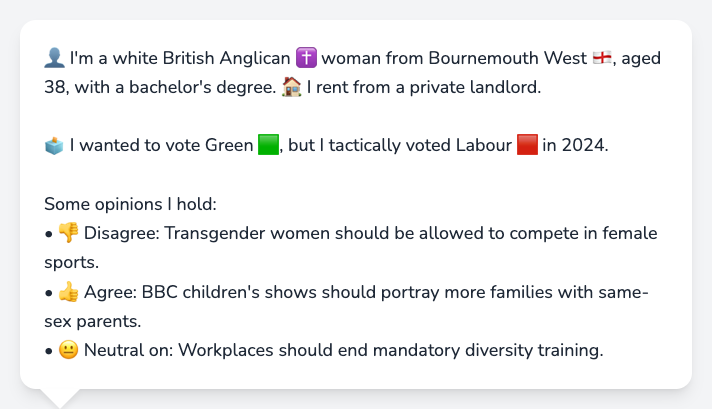 👤 I'm a white British Anglican ✝️ woman from Bournemouth West 🏴󠁧󠁢󠁥󠁮󠁧󠁿, aged
38, with a bachelor's degree. 🏠 I rent from a private landlord.
🗳️ I wanted to vote Green 🟩, but I tactically voted Labour 🟥 in 2024.
Some opinions I hold:
• 👎 Disagree: Transgender women should be allowed to compete in female
sports.
• 👍 Agree: BBC children's shows should portray more families with same-
sex parents.
• 😐 Neutral on: Workplaces should end mandatory diversity training.